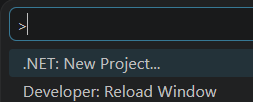 >
.NET: New Project...
Developer: Reload Window